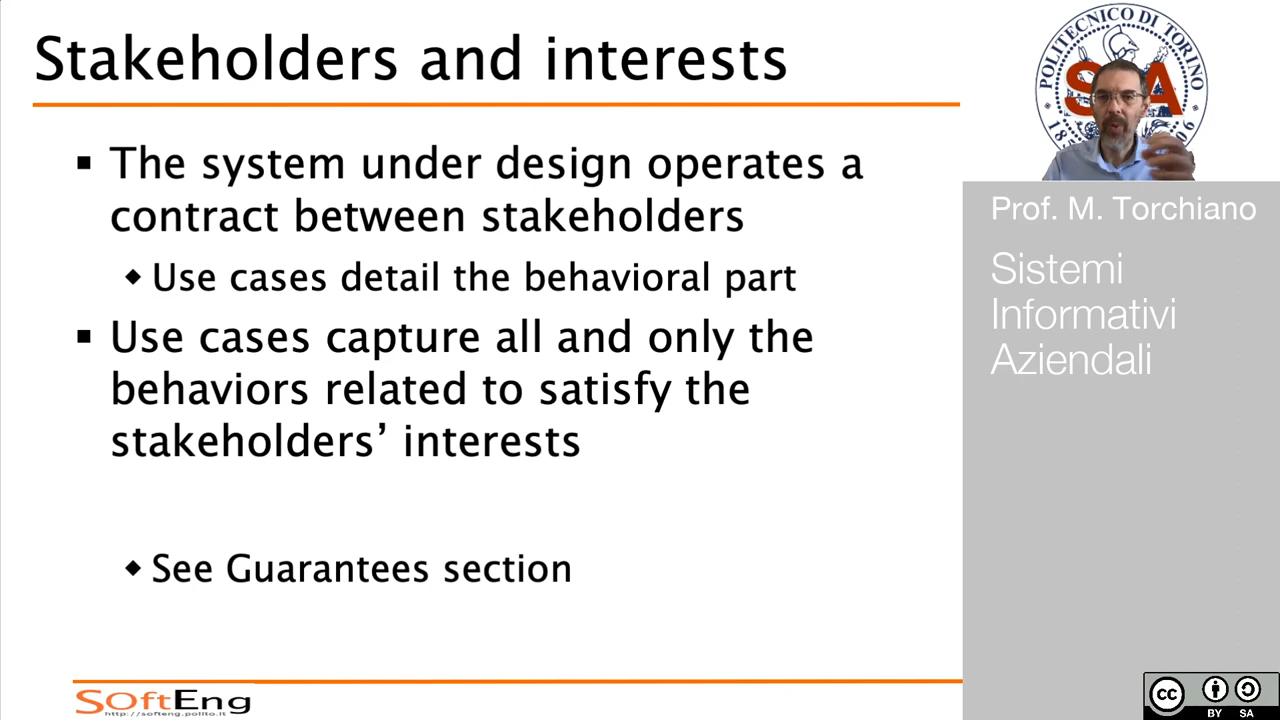 Stakeholders and interests
▪ The system under design operates a
contract between stakeholders
◆ Use cases detail the behavioral part
▪ Use cases capture all and only the
behaviors related to satisfy the
stakeholders’ interests
◆ See Guarantees section
SOftEng
http://softeng.polito.it
POLITECNICO DI TORINO
Prof. M. Torchiano
Sistemi
Informativi
Aziendali
CC
BY SA